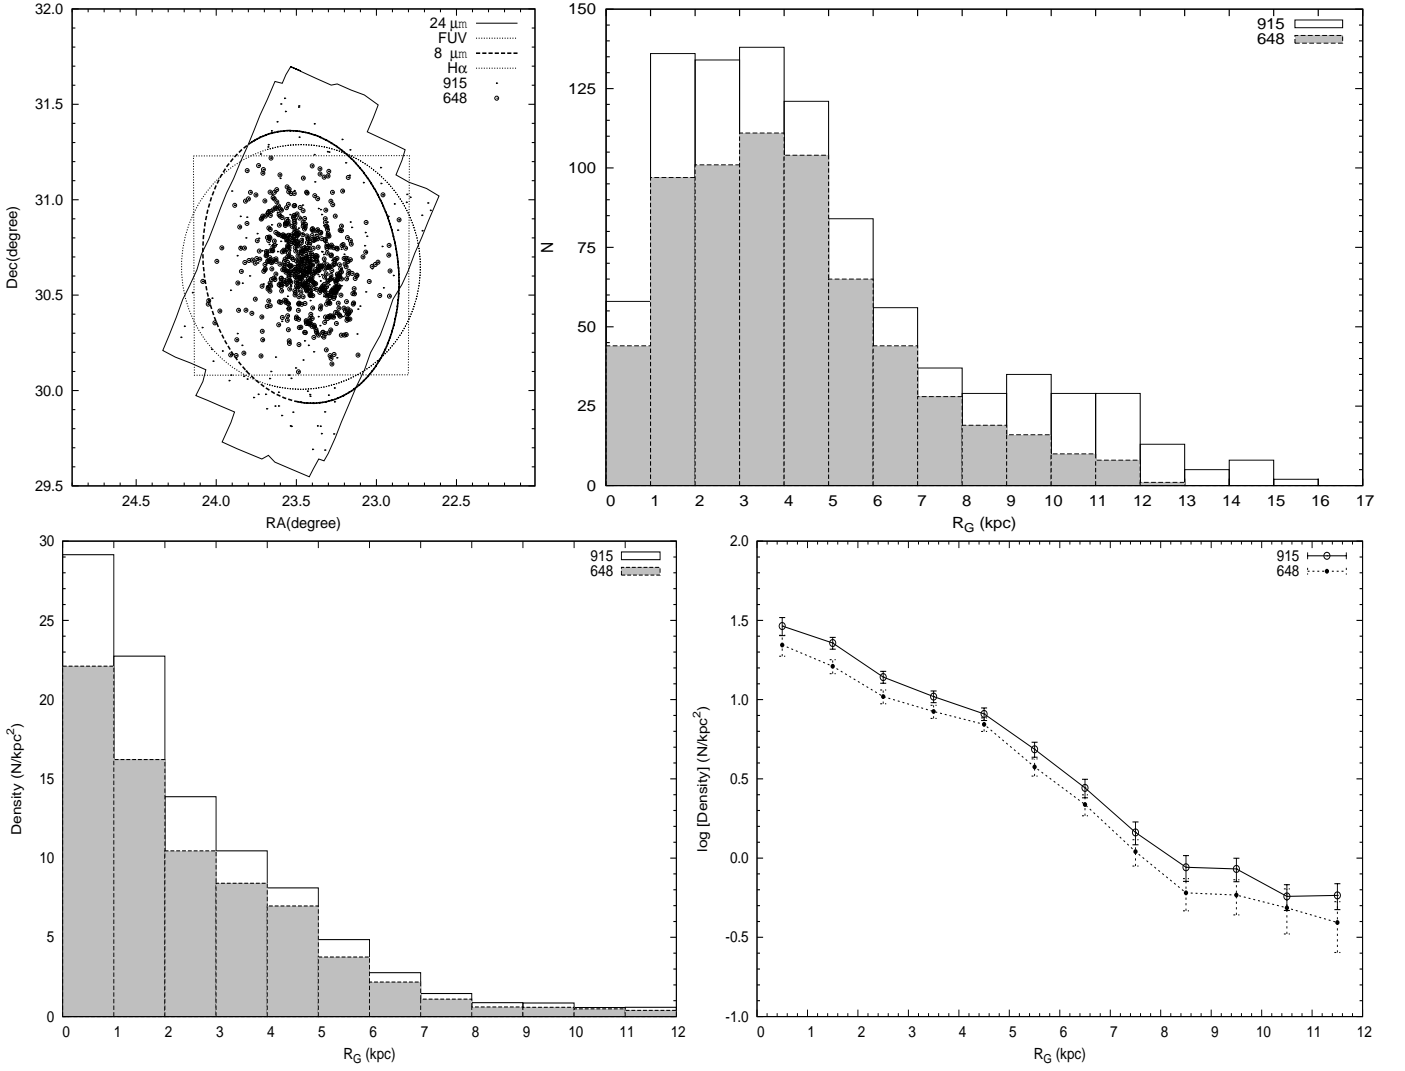 32.0
31.5
31.0
30.5
30.0
29.5
24.5 24.0 23.5 23.0 22.5
RA(degree)
Dec(degree)
24 μm
FUV
8 μm
Hα
915
648
150
125
100
75
50
25
0
0 1 2 3 4 5 6 7 8 9 10 11 12 13 14 15 16 17
R_G (kpc)
N
915
648
30
25
20
15
10
5
0
0 1 2 3 4 5 6 7 8 9 10 11 12
R_G (kpc)
Density (N/kpc²)
915
648
2.0
1.5
1.0
0.5
0.0
-0.5
-1.0
0 1 2 3 4 5 6 7 8 9 10 11 12
R_G (kpc)
log [Density] (N/kpc²)
915
648